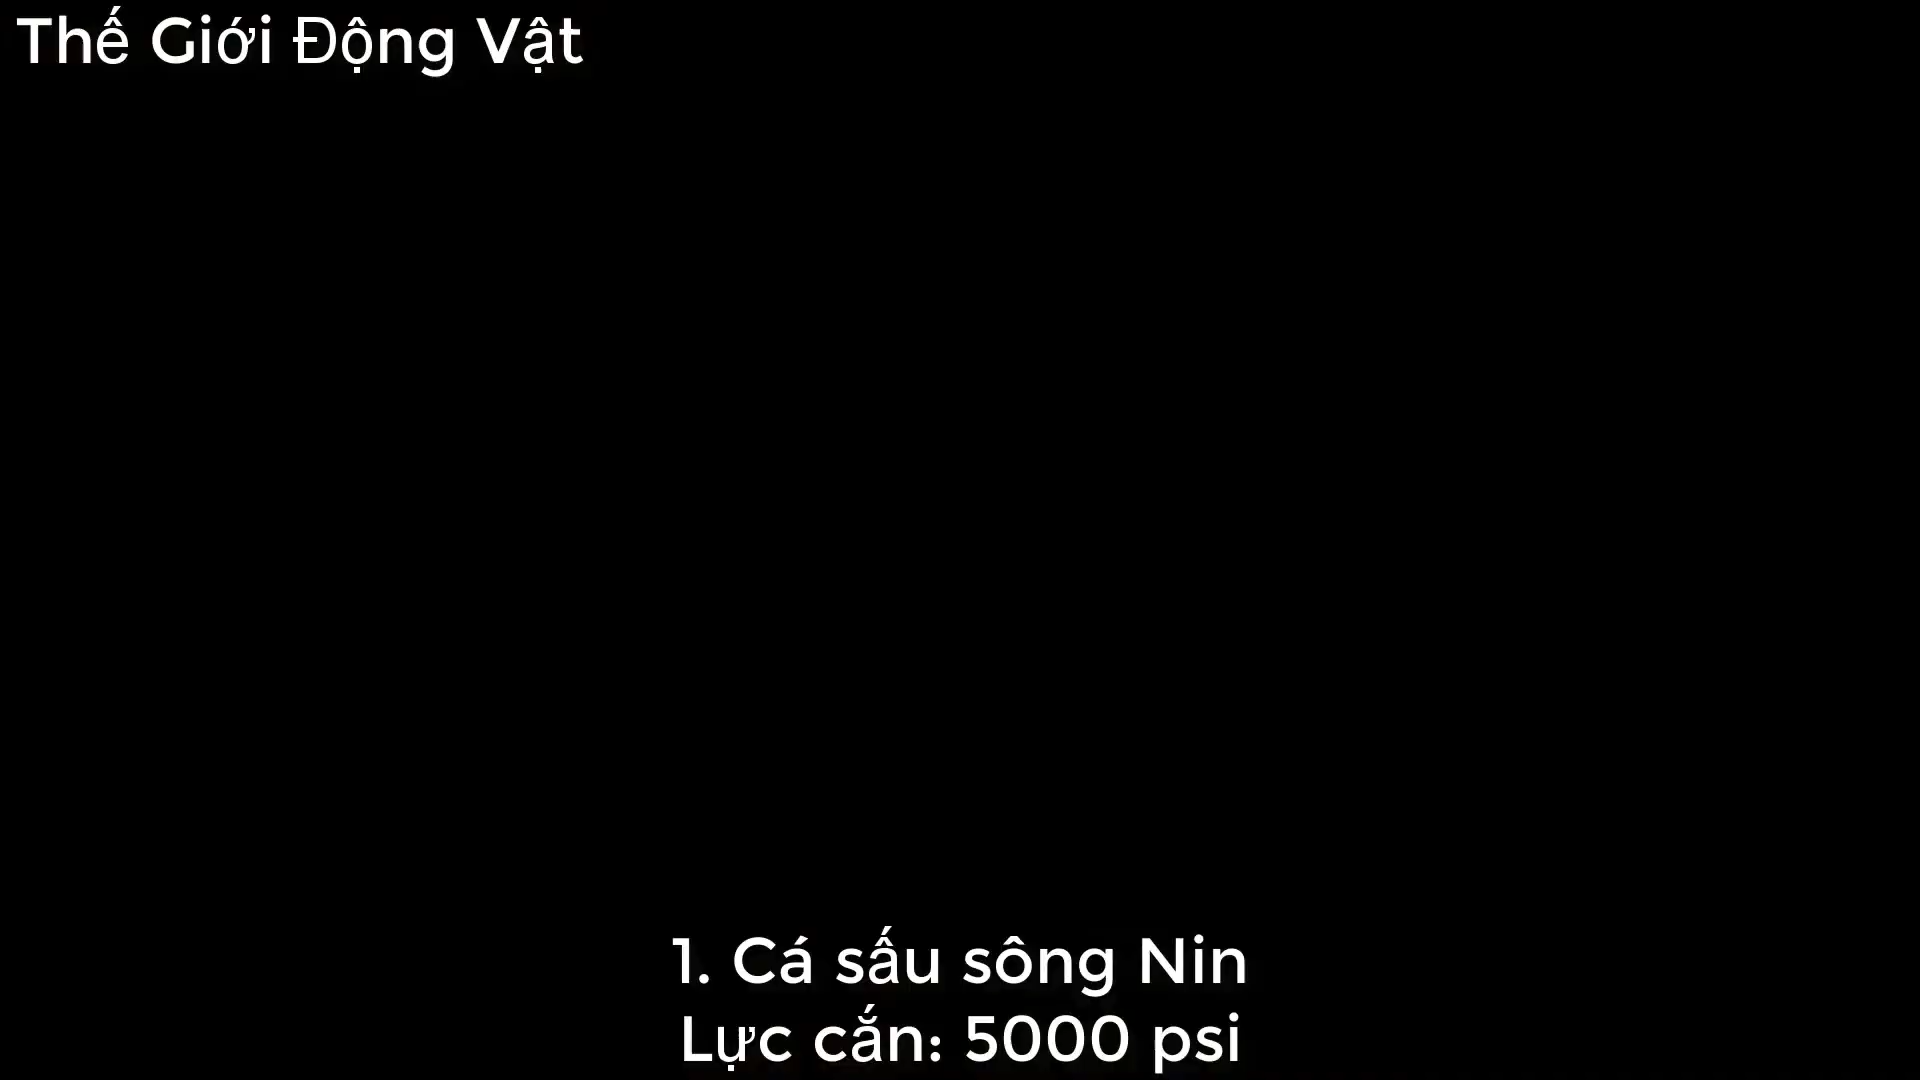 Thế Giới Động Vật
1. Cá sấu sông Nin
Lực cắn: 5000 psi